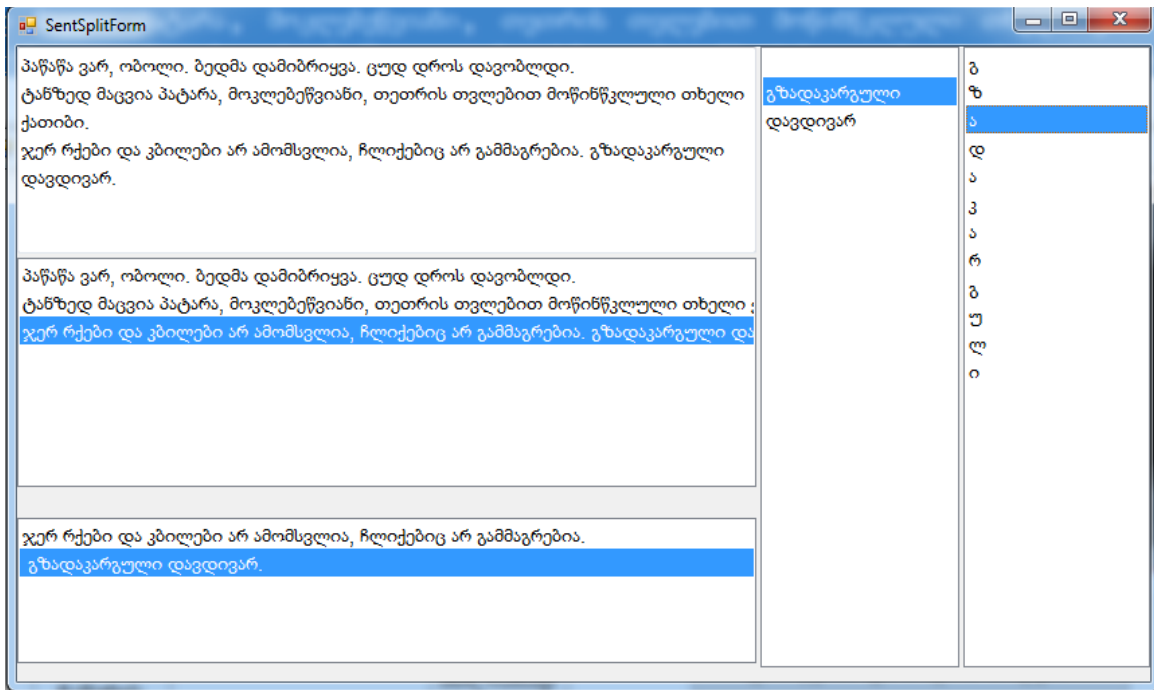 SentSplitForm
პაწაწა ვარ, ობოლი. ბედმა დამიბრიყვა. ცუდ დროს დავობლდი.
ტანზედ მაცვია პატარა, მოკლებეწვიანი, თეთრის თვლებით მოწინწკლული თხელი
ქათიბი.
ჯერ რქები და კბილები არ ამომსვლია, ჩლიქებიც არ გამმაგრებია. გზადაკარგული
დავდივარ.
პაწაწა ვარ, ობოლი. ბედმა დამიბრიყვა. ცუდ დროს დავობლდი.
ტანზედ მაცვია პატარა, მოკლებეწვიანი, თეთრის თვლებით მოწინწკლული თხელი
ჯერ რქები და კბილები არ ამომსვლია, ჩლიქებიც არ გამმაგრებია. გზადაკარგული და
ჯერ რქები და კბილები არ ამომსვლია, ჩლიქებიც არ გამმაგრებია.
გზადაკარგული დავდივარ.
გზადაკარგული
დავდივარ
გ
ზ
ა
დ
ა
კ
ა
რ
გ
უ
ლ
ი